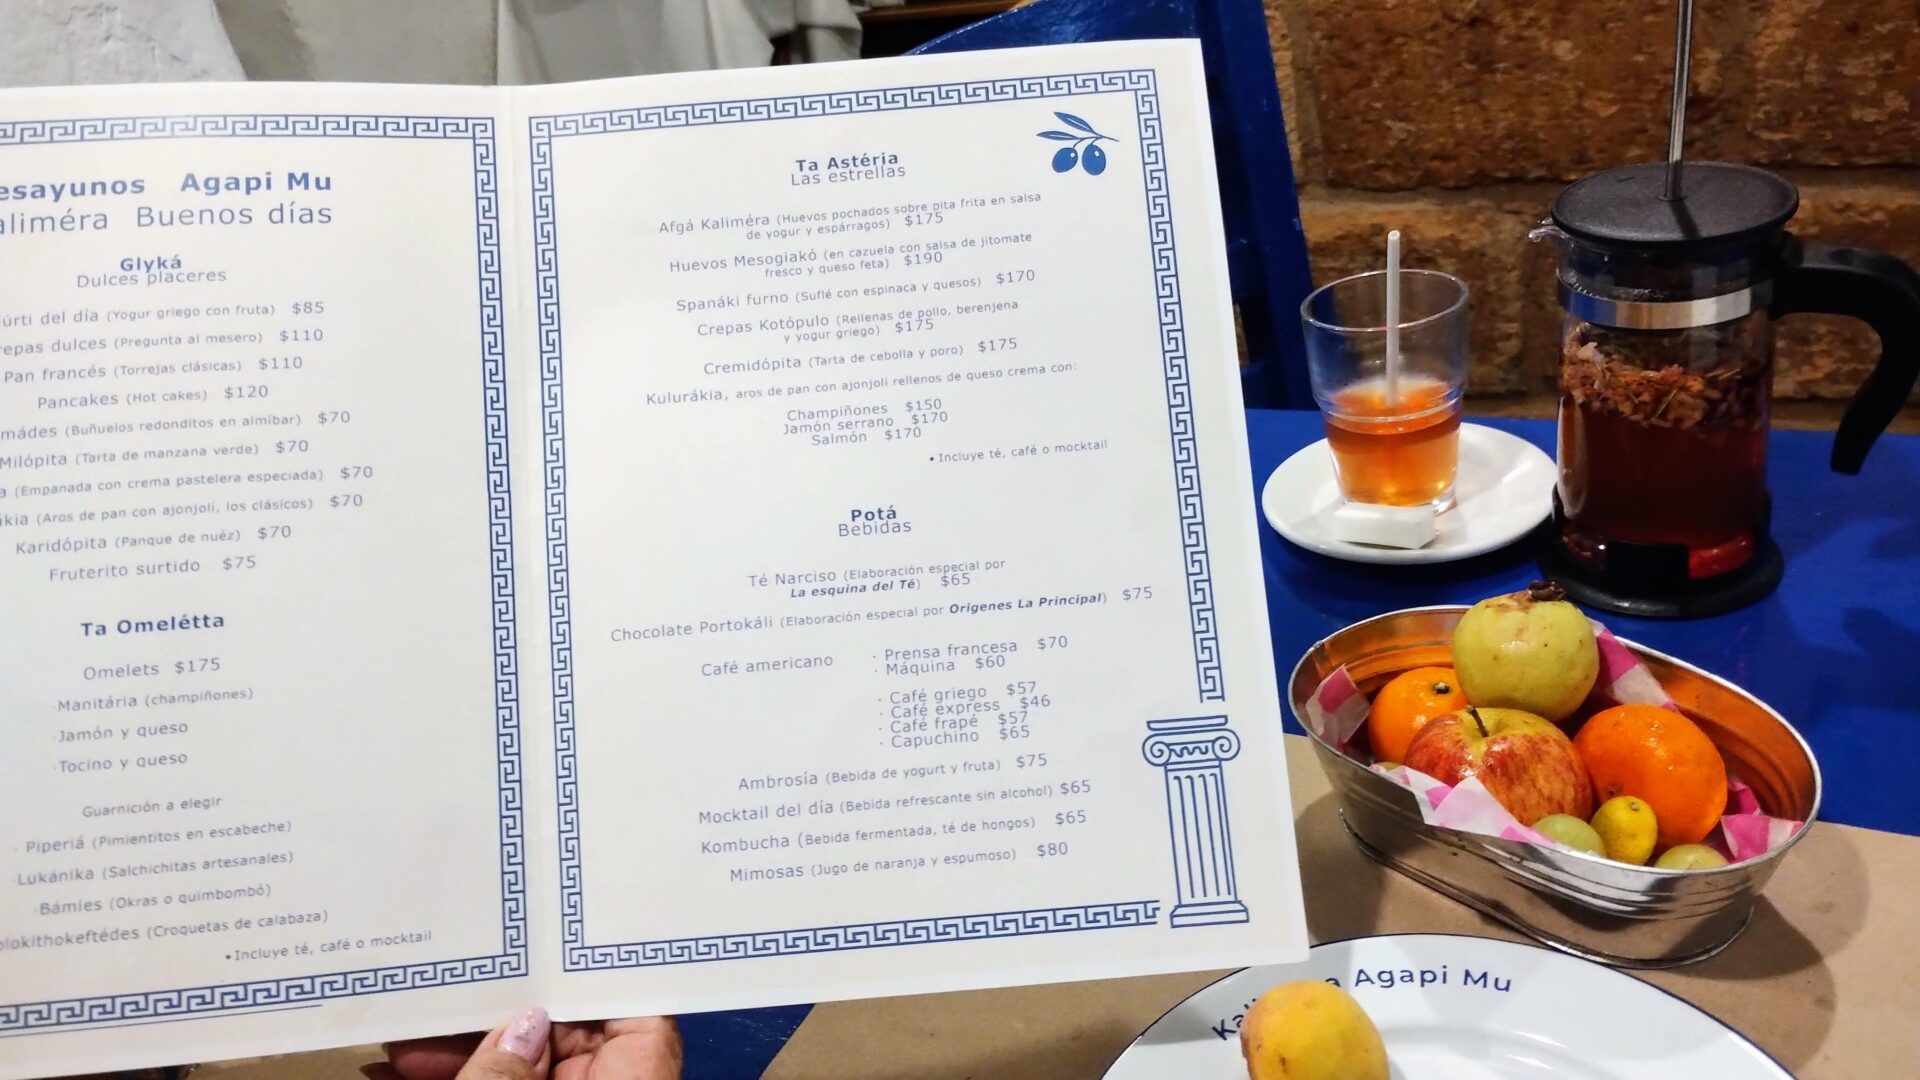 Agapi Mu
Buenos días
Glyká
Dulces placeres
del día (Yogur griego con fruta) $85
dulces (Pregunta al mesero) $110
Pan francés (Torrejas clásicas) $110
Pancakes (Hot cakes) $120
(Buñuelos redonditos en almíbar) $70
Milópita (Tarta de manzana verde) $70
(Empanada con crema pastelera especiada) $70
(Aros de pan con ajonjoli, los clásicos) $70
Karidópita (Panque de nuéz) $70
Fruterito surtido $75
Ta Omelétta
Omelets $175
·Manitária (champiñones)
·Jamón y queso
·Tocino y queso
Guarnición a elegir
· Piperiá (Pimientitos en escabeche)
·Lukánika (Salchichitas artesanales)
·Bámies (Okras o quimbombó)
(Croquetas de calabaza)
•Incluye té, café o mocktail
Ta Astéria
Las estrellas
Afgá Kaliméra (Huevos pochados sobre pita frita en salsa
de yogur y espárragos) $175
Huevos Mesogiakó (en cazuela con salsa de jitomate
fresco y queso feta) $190
Spanáki furno (Suflé con espinaca y quesos) $170
Crepas Kotópulo (Rellenas de pollo, berenjena
y yogur griego) $175
Cremidópita (Tarta de cebolla y poro) $175
Kulurákia, aros de pan con ajonjoli rellenos de queso crema con:
Champiñones $150
Jamón serrano $170
Salmón $170
• Incluye té, café o mocktail
Potá
Bebidas
Té Narciso (Elaboración especial por
La esquina del Té) $65
Chocolate Portokáli (Elaboración especial por Origenes La Principal) $75
Café americano · Prensa francesa $70
· Máquina $60
· Café griego $57
· Café express $46
· Café frapé $57
· Capuchino $65
Ambrosía (Bebida de yogurt y fruta) $75
Mocktail del día (Bebida refrescante sin alcohol) $65
Kombucha (Bebida fermentada, té de hongos) $65
Mimosas (Jugo de naranja y espumoso) $80
Agapi Mu